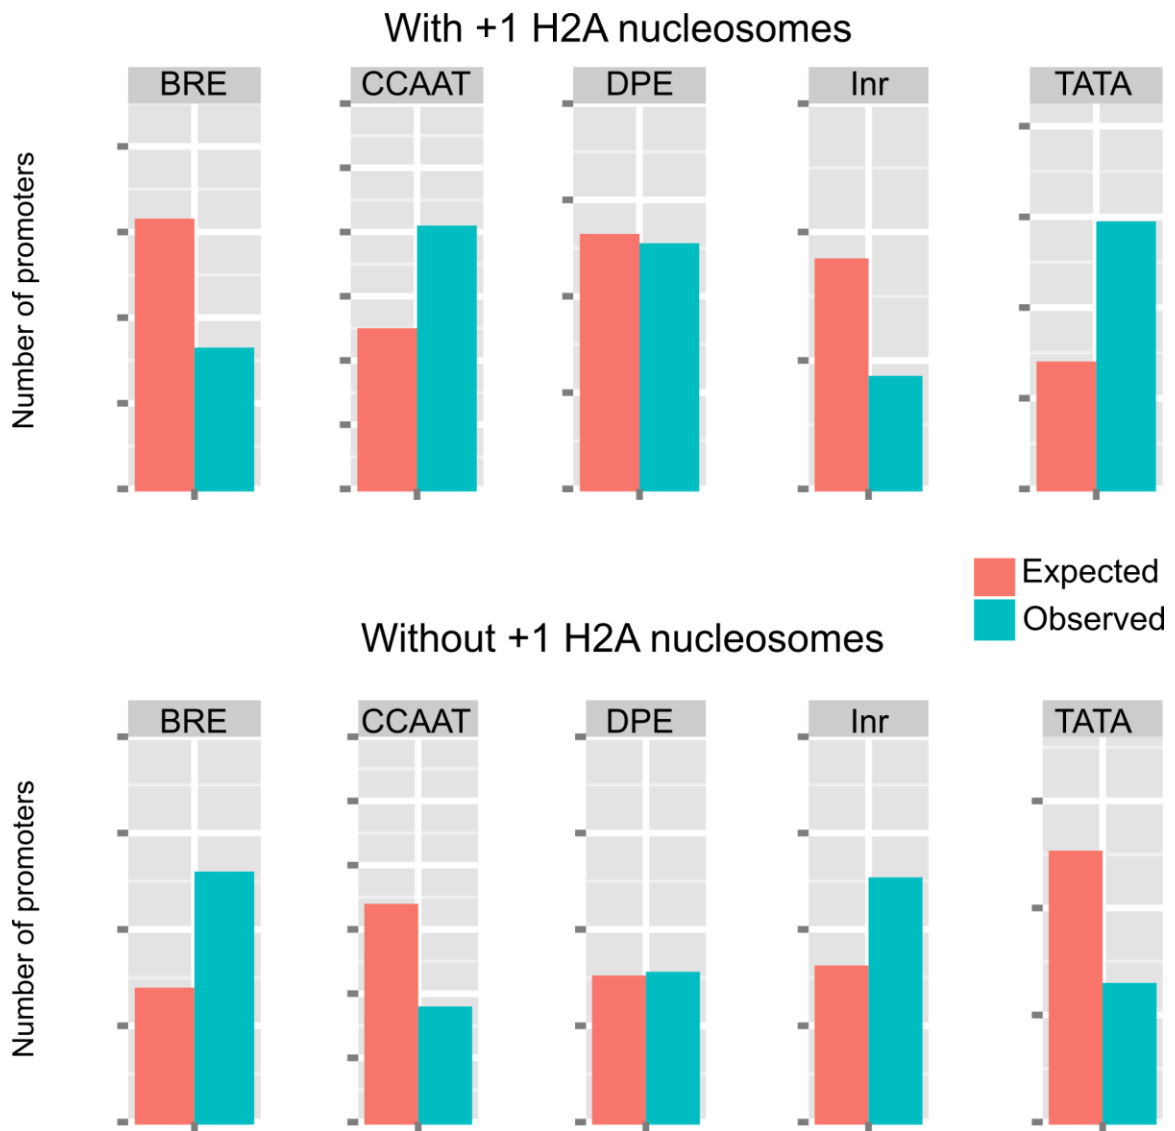 With +1 H2A nucleosomes
BRE CCAAT DPE Inr TATA
Number of promoters
Expected
Observed
Without +1 H2A nucleosomes
BRE CCAAT DPE Inr TATA
Number of promoters